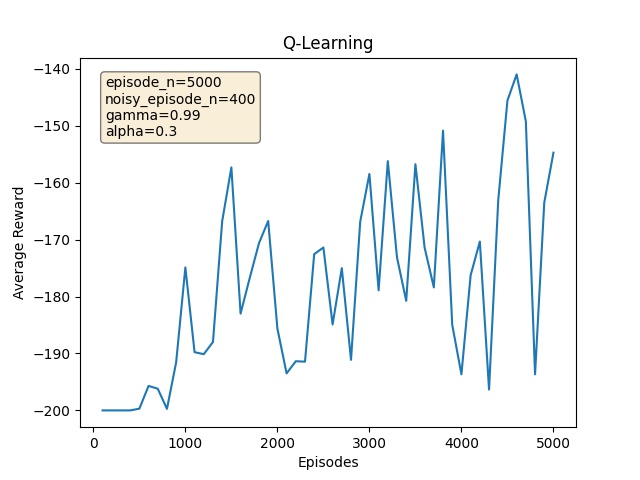 Q-Learning
episode_n=5000
noisy_episode_n=400
gamma=0.99
alpha=0.3
Average Reward
−140
−150
−160
−170
−180
−190
−200
0 1000 2000 3000 4000 5000
Episodes